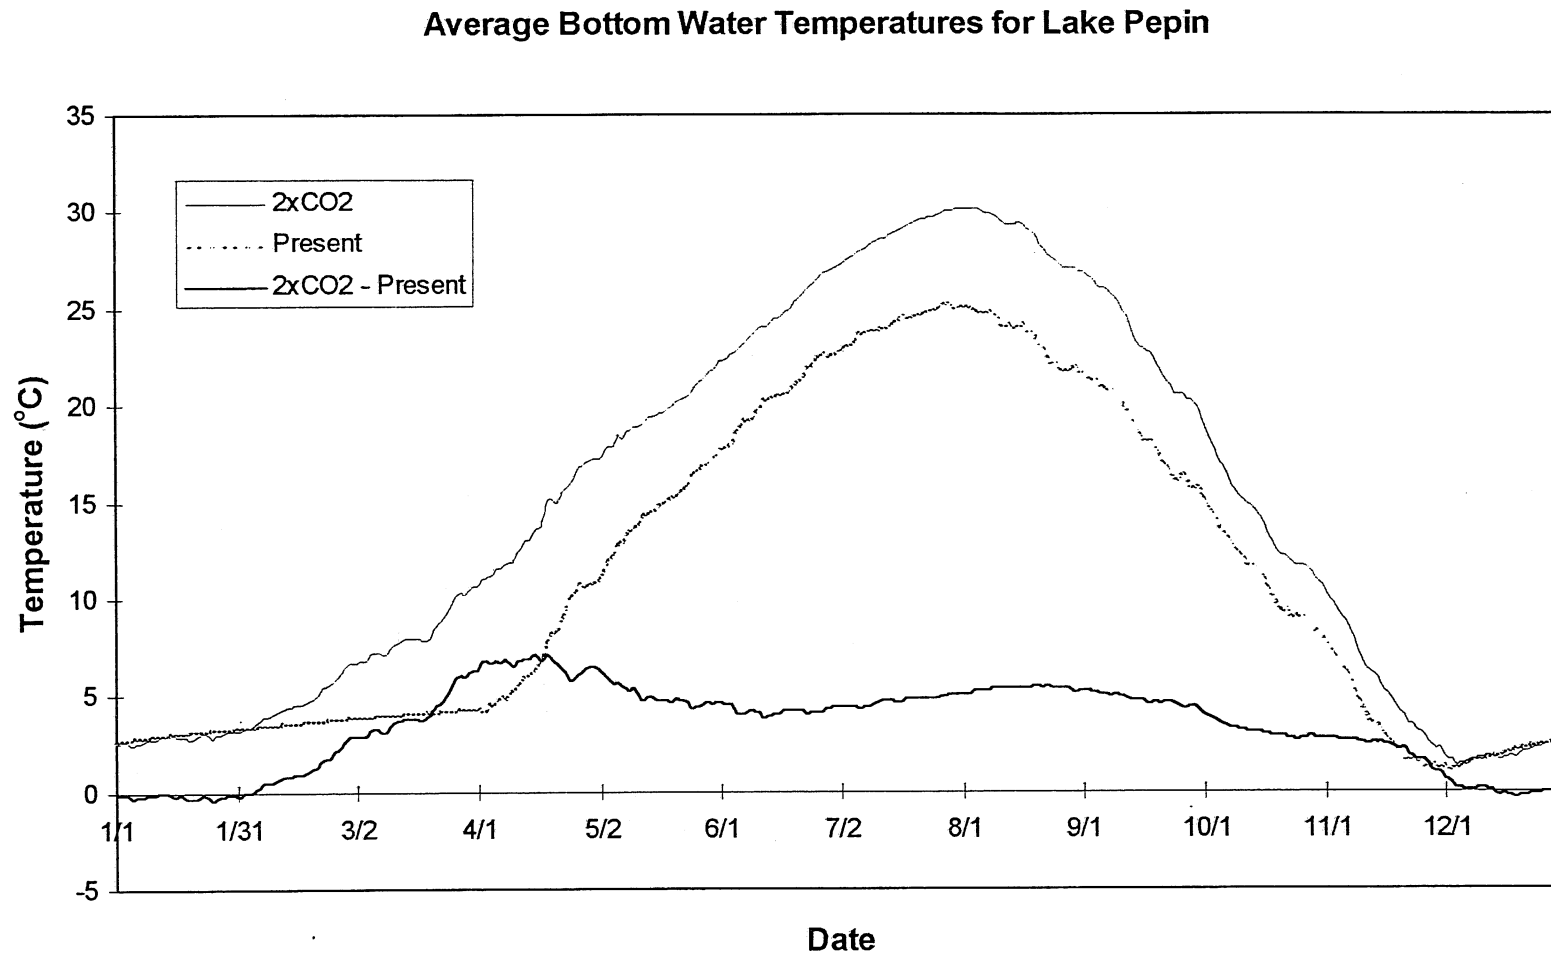 Average Bottom Water Temperatures for Lake Pepin
35
30
25
20
15
10
5
0
-5
2xCO2
Present
2xCO2 - Present
Temperature (°C)
1/1 1/31 3/2 4/1 5/2 6/1 7/2 8/1 9/1 10/1 11/1 12/1
Date